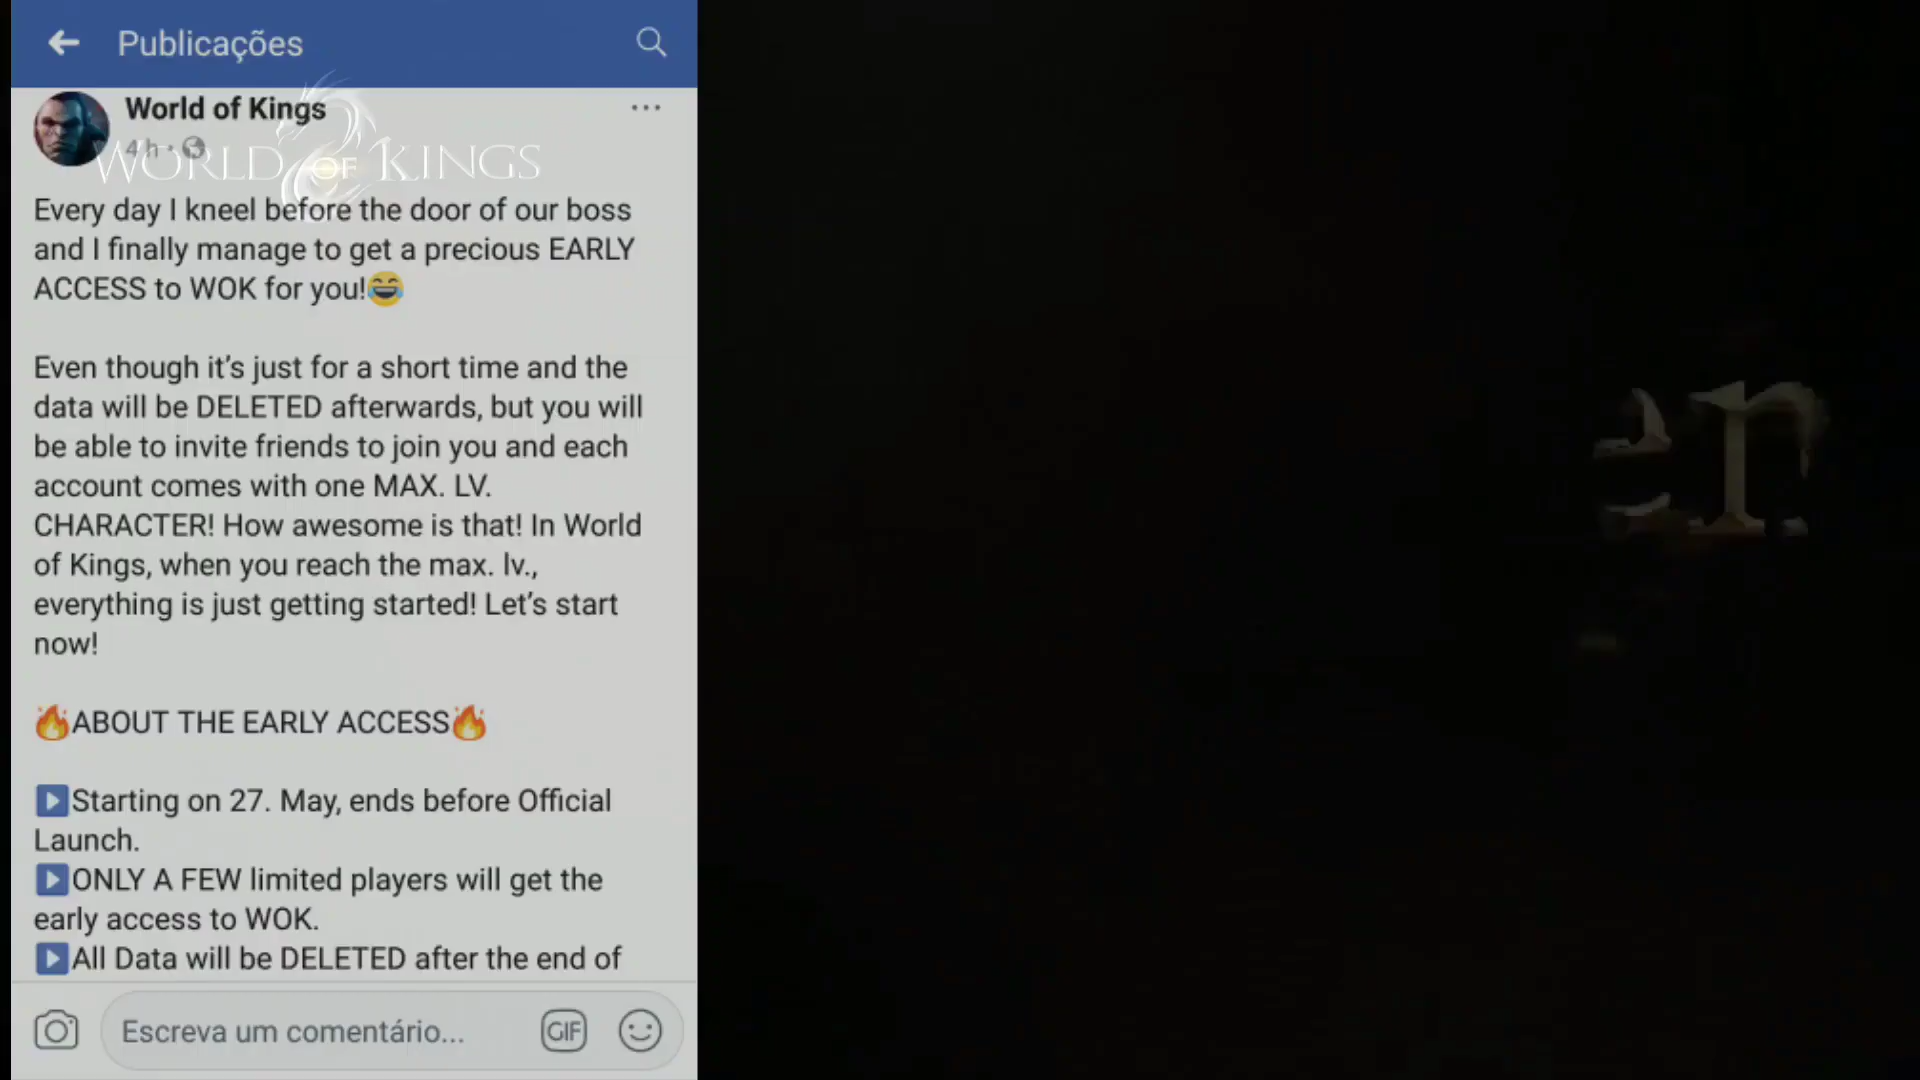 Publicações
World of Kings
4 h
WORLD OF KINGS
Every day I kneel before the door of our boss
and I finally manage to get a precious EARLY
ACCESS to WOK for you!😂
Even though it’s just for a short time and the
data will be DELETED afterwards, but you will
be able to invite friends to join you and each
account comes with one MAX. LV.
CHARACTER! How awesome is that! In World
of Kings, when you reach the max. lv.,
everything is just getting started! Let’s start
now!
🔥ABOUT THE EARLY ACCESS🔥
▶Starting on 27. May, ends before Official
Launch.
▶ONLY A FEW limited players will get the
early access to WOK.
▶All Data will be DELETED after the end of
Escreva um comentário...
GIF